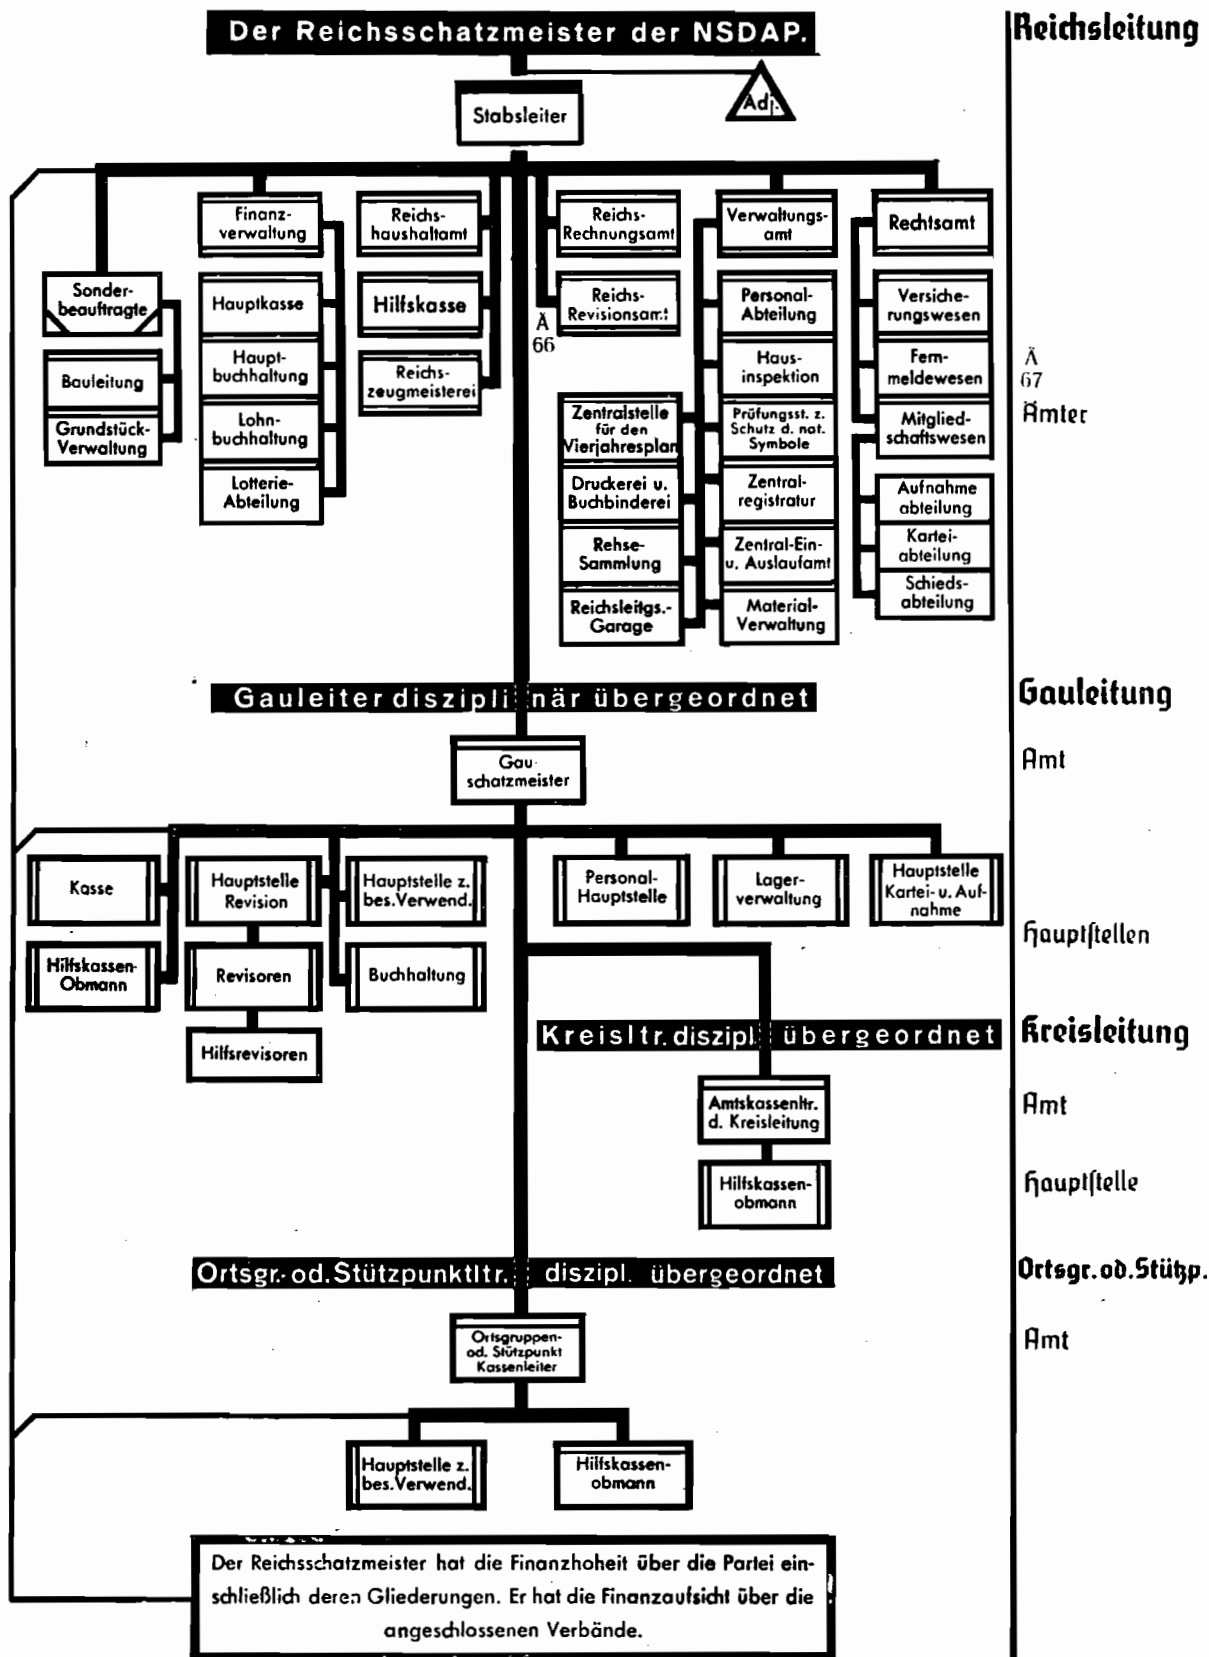 Der Reichsschatzmeister der NSDAP.
Reichsleitung
Adj.
Stabsleiter
Finanz-
verwaltung
Reichs-
haushaltamt
Reichs-
Rechnungsamt
Verwaltungs-
amt
Rechtsamt
Sonder-
beauftragte
Hauptkasse
Hilfskasse
Reichs-
Revisionsamt
Personal-
Abteilung
Versiche-
rungswesen
Ä
66
Bauleitung
Haupt-
buchhaltung
Reichs-
zeugmeisterei
Haus-
inspektion
Fern-
meldewesen
Ä
67
Ämter
Grundstück-
Verwaltung
Lohn-
buchhaltung
Zentralstelle
für den
Vierjahresplan
Prüfungsst. z.
Schutz d. nat.
Symbole
Mitglied-
schaftswesen
Lotterie-
Abteilung
Druckerei u.
Buchbinderei
Zentral-
registratur
Aufnahme
abteilung
Rehse-
Sammlung
Zentral-Ein-
u. Auslaufamt
Kartei-
abteilung
Reichsleitgs.-
Garage
Material-
Verwaltung
Schieds-
abteilung
Gauleiter disziplinär übergeordnet
Gauleitung
Gau-
schatzmeister
Amt
Kasse
Hauptstelle
Revision
Hauptstelle z.
bes. Verwend.
Personal-
Hauptstelle
Lager-
verwaltung
Hauptstelle
Kartei- u. Auf-
nahme
Hauptstellen
Hilfskassen-
Obmann
Revisoren
Buchhaltung
Hilfsrevisoren
Kreisltr. diszipl. übergeordnet
Kreisleitung
Amtskassenltr.
d. Kreisleitung
Amt
Hilfskassen-
obmann
Hauptstelle
Ortsgr.- od. Stützpunktltr. diszipl. übergeordnet
Ortsgr. od. Stützp.
Ortsgruppen-
od. Stützpunkt
Kassenleiter
Amt
Hauptstelle z.
bes. Verwend.
Hilfskassen-
obmann
Der Reichsschatzmeister hat die Finanzhoheit über die Partei ein-
schließlich deren Gliederungen. Er hat die Finanzaufsicht über die
angeschlossenen Verbände.